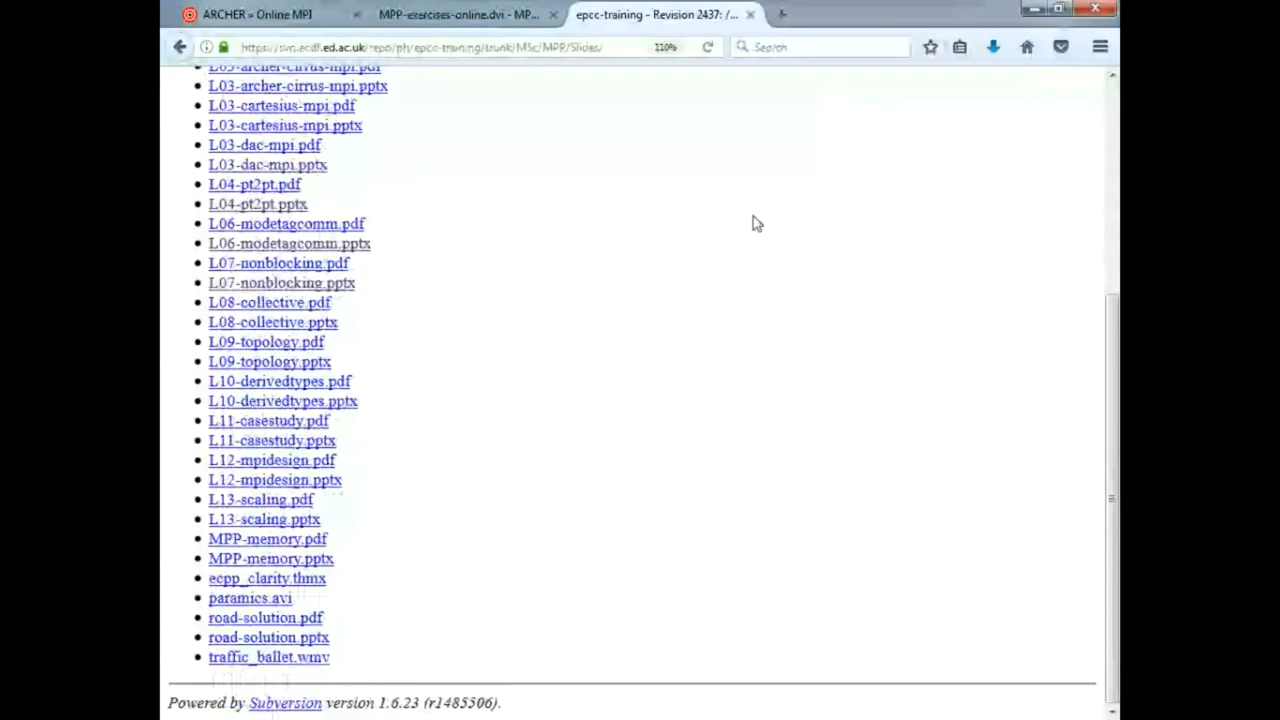 ARCHER » Online MPI
MPP-exercises-online.dvi - MP...
epcc-training - Revision 2437: /...
https://svn.ecdf.ed.ac.uk/repo/ph/epcc-training/trunk/MSc/MPP/Slides/
110%
Search
L03-archer-cirrus-mpi.pdf
L03-archer-cirrus-mpi.pptx
L03-cartesius-mpi.pdf
L03-cartesius-mpi.pptx
L03-dac-mpi.pdf
L03-dac-mpi.pptx
L04-pt2pt.pdf
L04-pt2pt.pptx
L06-modetagcomm.pdf
L06-modetagcomm.pptx
L07-nonblocking.pdf
L07-nonblocking.pptx
L08-collective.pdf
L08-collective.pptx
L09-topology.pdf
L09-topology.pptx
L10-derivedtypes.pdf
L10-derivedtypes.pptx
L11-casestudy.pdf
L11-casestudy.pptx
L12-mpidesign.pdf
L12-mpidesign.pptx
L13-scaling.pdf
L13-scaling.pptx
MPP-memory.pdf
MPP-memory.pptx
ecpp_clarity.thmx
paramics.avi
road-solution.pdf
road-solution.pptx
traffic_ballet.wmv
Powered by Subversion version 1.6.23 (r1485506).